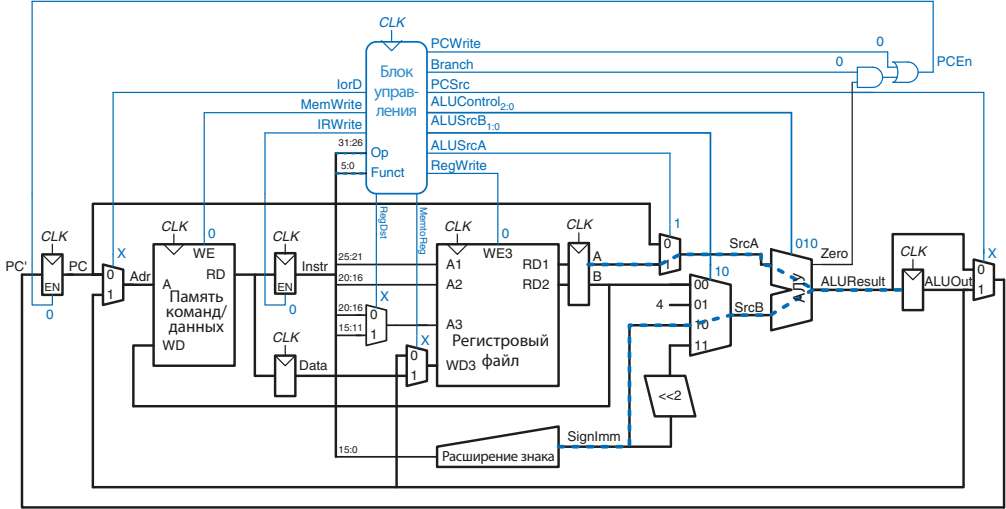 CLK
PCWrite
Branch
PCSrc
ALUControl2:0
ALUSrcB1:0
ALUSrcA
RegWrite
0
0
PCEn
Блок
управ-
ления
IorD
MemWrite
IRWrite
31:26
Op
5:0
Funct
RegDst
MemtoReg
CLK
PC'
PC
EN
0
X
0
1
Adr
CLK
0
WE
RD
A
Память
команд/
данных
WD
CLK
Instr
EN
0
CLK
Data
25:21
20:16
20:16
15:11
X
0
1
X
0
1
CLK
0
WE3
A1
RD1
A2
RD2
A3
Регистровый
файл
WD3
CLK
A
B
1
0
1
SrcA
10
00
4
01
10
11
SrcB
<<2
010
АЛУ
Zero
ALUResult
CLK
ALUOut
X
0
1
15:0
Расширение знака
SignImm